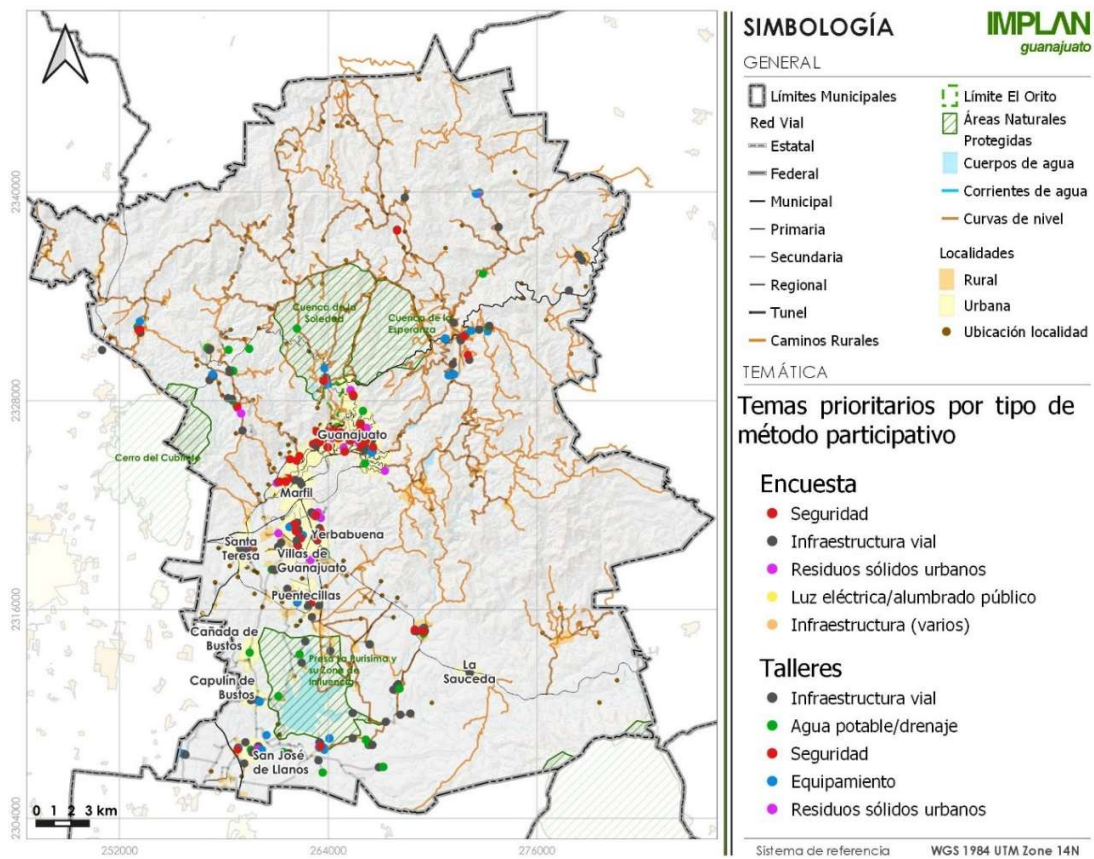 SIMBOLOGÍA
IMPLAN
guanajuato
GENERAL
Límites Municipales
Red Vial
Estatal
Federal
Municipal
Primaria
Secundaria
Regional
Tunel
Caminos Rurales
Límite El Orito
Áreas Naturales
Protegidas
Cuerpos de agua
Corrientes de agua
Curvas de nivel
Localidades
Rural
Urbana
Ubicación localidad
TEMÁTICA
Temas prioritarios por tipo de
método participativo
Encuesta
Seguridad
Infraestructura vial
Residuos sólidos urbanos
Luz eléctrica/alumbrado público
Infraestructura (varios)
Talleres
Infraestructura vial
Agua potable/drenaje
Seguridad
Equipamiento
Residuos sólidos urbanos
Sistema de referencia
WGS 1984 UTM Zone 14N
2340000
2328000
2316000
2304000
Cuenca de la
Soledad
Cuenca de la
Esperanza
Guanajuato
Cerro del Cubilete
Marfil
Yerbabuena
Santa
Teresa
Villas de
Guanajuato
Puentecillas
Cañada de
Bustos
Presa La Purísima y
su Zona de
Influencia
La
Sauceda
Capulín de
Bustos
San José
de Llanos
0 1 2 3 km
252000
264000
276000